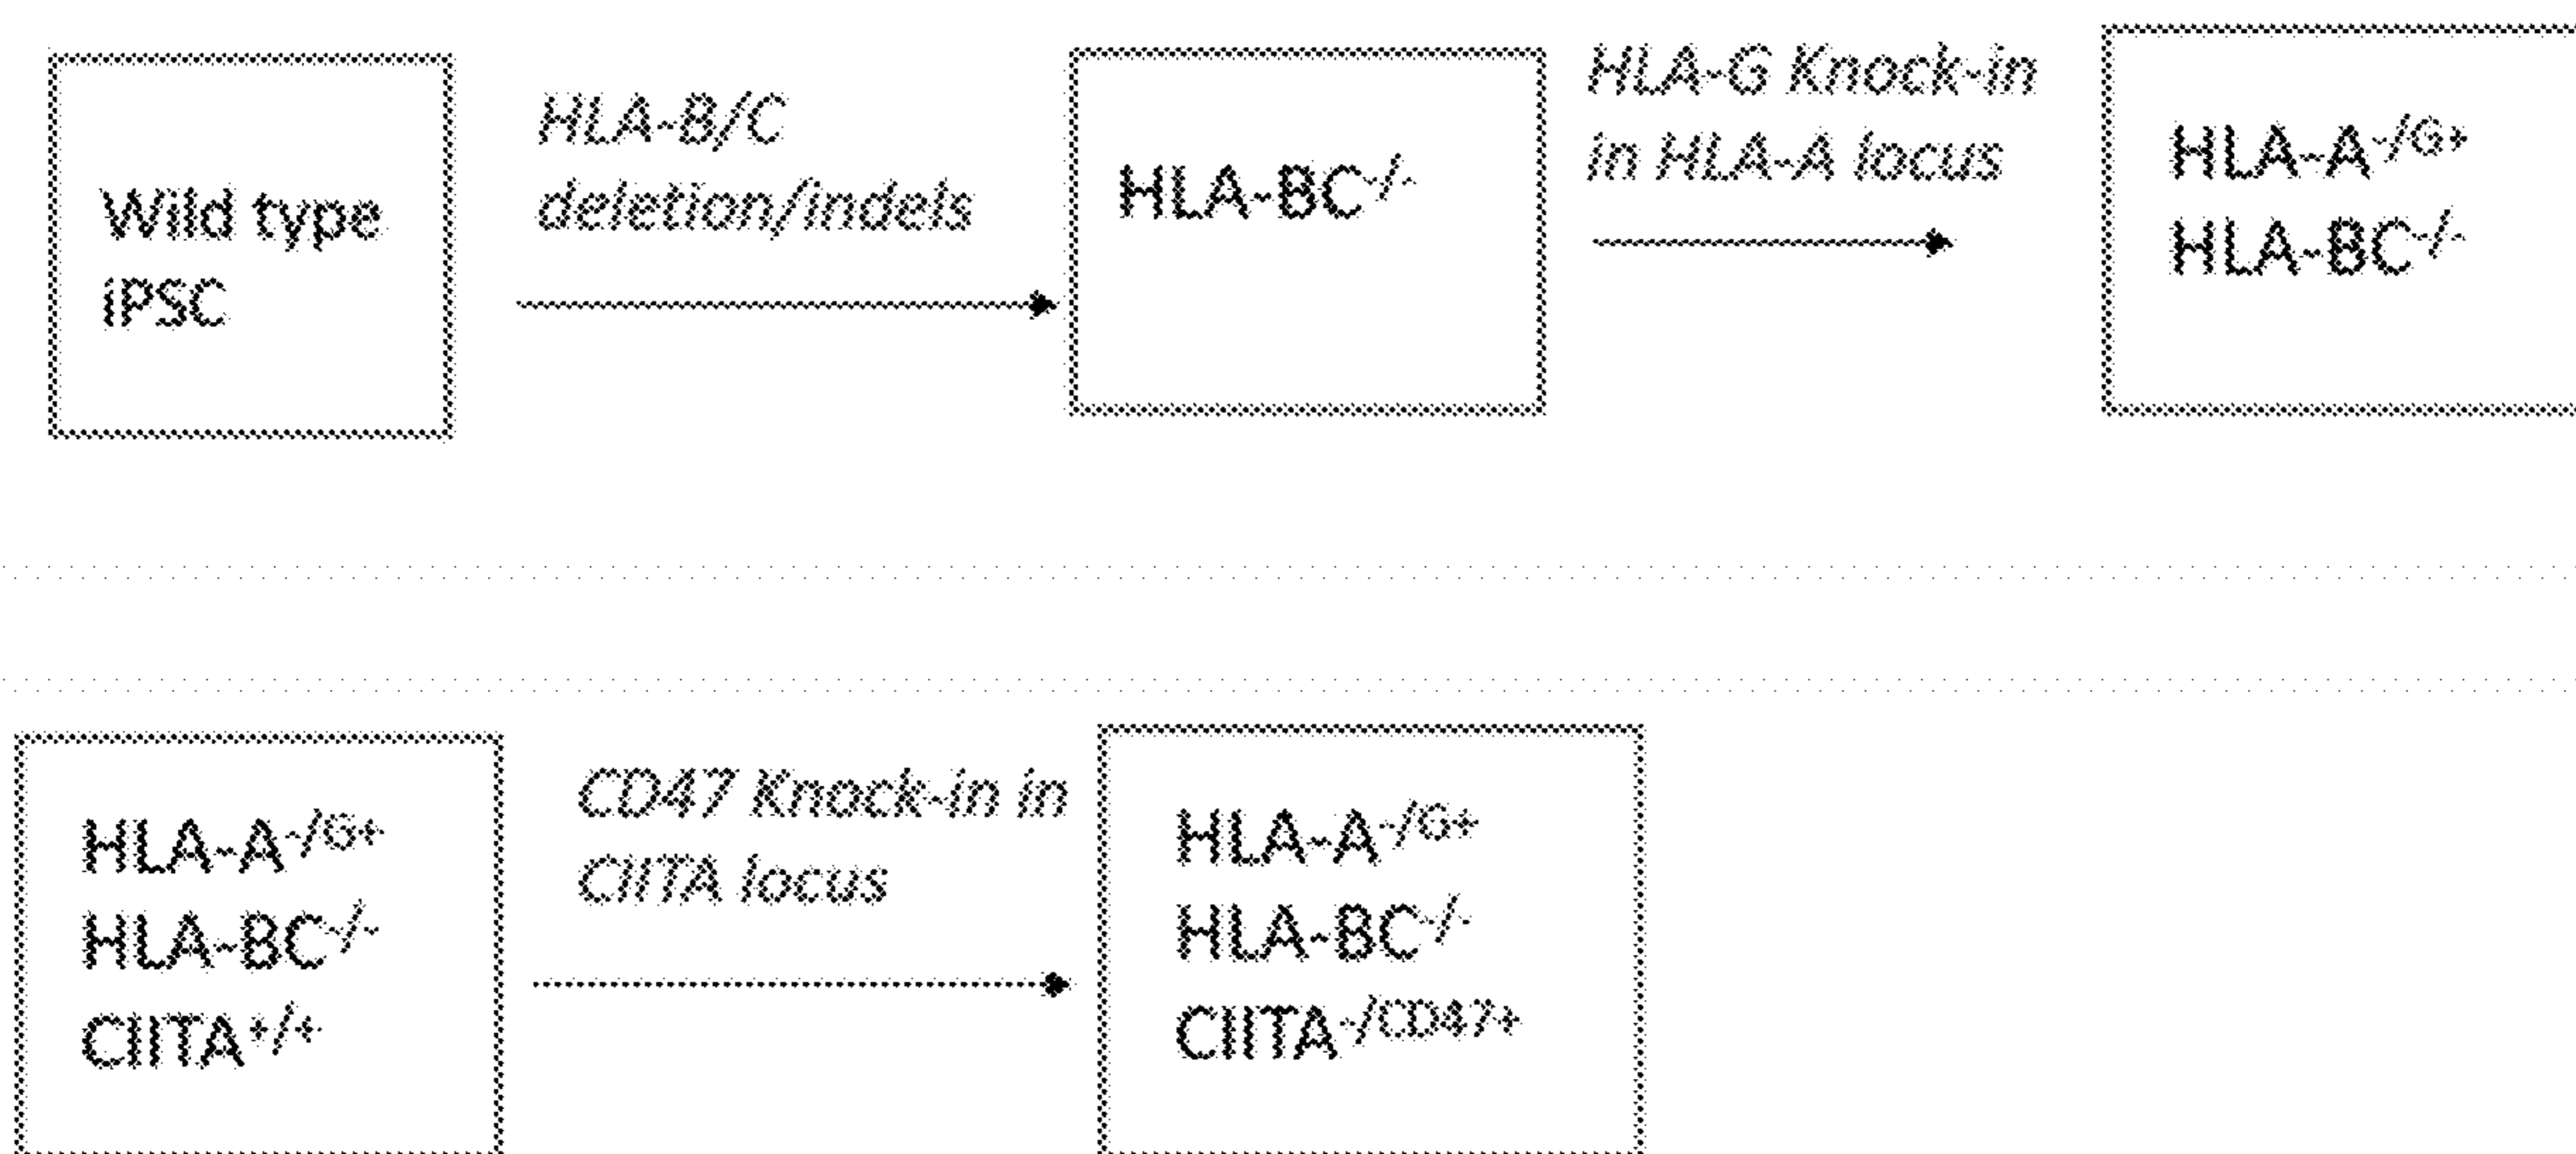 Wild type
iPSC
HLA-B/C
deletion/indels
HLA-BC-/-
HLA-G Knock-in
in HLA-A locus
HLA-A-/G+
HLA-BC-/-
HLA-A-/G+
HLA-BC-/-
CIITA+/+
CD47 Knock-in in
CIITA locus
HLA-A-/G+
HLA-BC-/-
CIITA-/CD47+